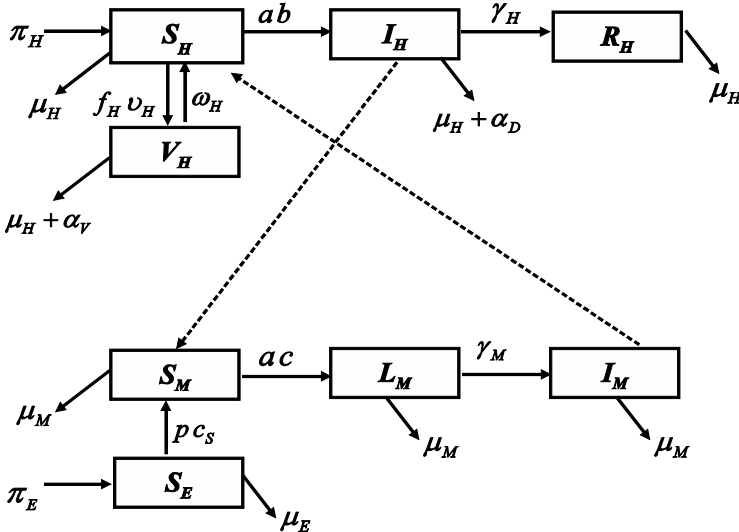 π_H S_H ab I_H γ_H R_H
μ_H f_H υ_H ω_H μ_H + α_D μ_H
V_H
μ_H + α_V
S_M ac L_M γ_M I_M
μ_M p c_S μ_M μ_M
π_E S_E μ_E